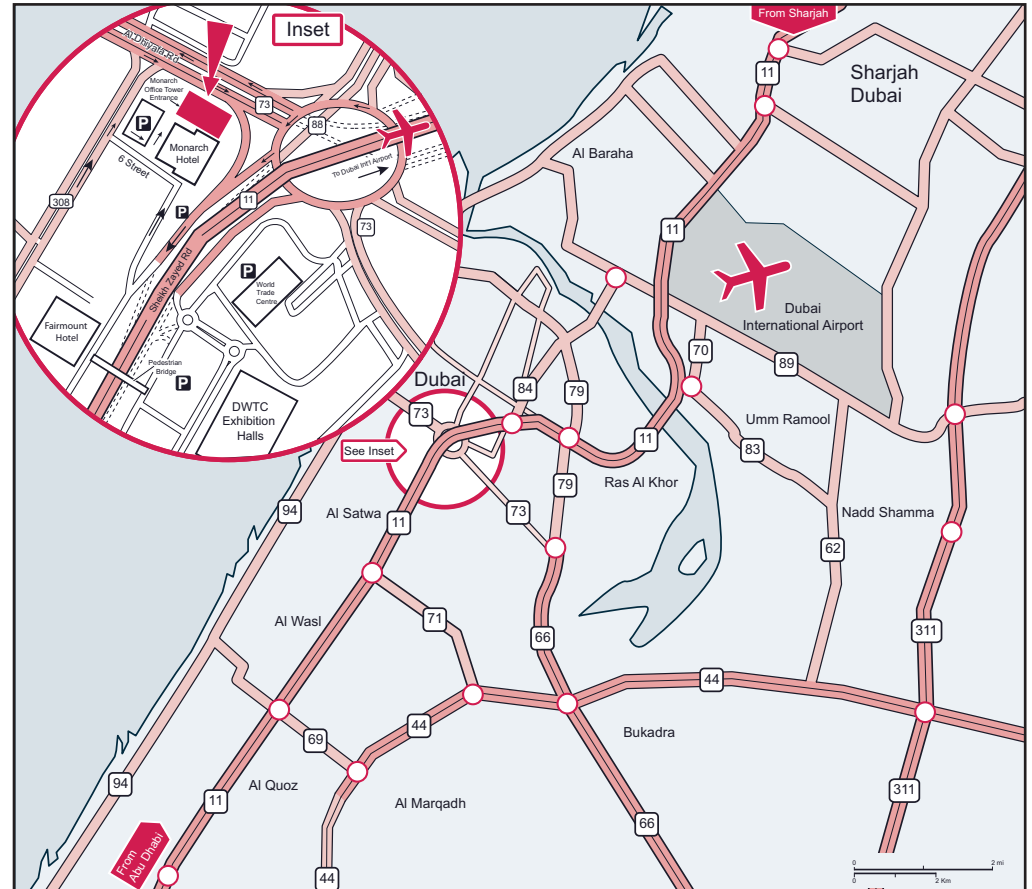 Inset
Al Dhiyafa Rd
Monarch
Office Tower
Entrance
73
88
P
Monarch
Hotel
6 Street
To Dubai Int'l Airport
308
P
11
73
Sheikh Zayed Rd
P
World
Trade
Centre
Fairmount
Hotel
Pedestrian
Bridge
P
DWTC
Exhibition
Halls
From Sharjah
11
Sharjah
Dubai
Al Baraha
11
Dubai
International Airport
70
89
Dubai
84
79
73
Umm Ramool
See Inset
11
83
Ras Al Khor
79
94
Al Satwa
11
73
Nadd Shamma
62
Al Wasl
71
66
311
44
69
44
Bukadra
94
Al Quoz
11
Al Marqadh
311
66
From
Abu Dhabi
44
0
2 mi
0
2 Km